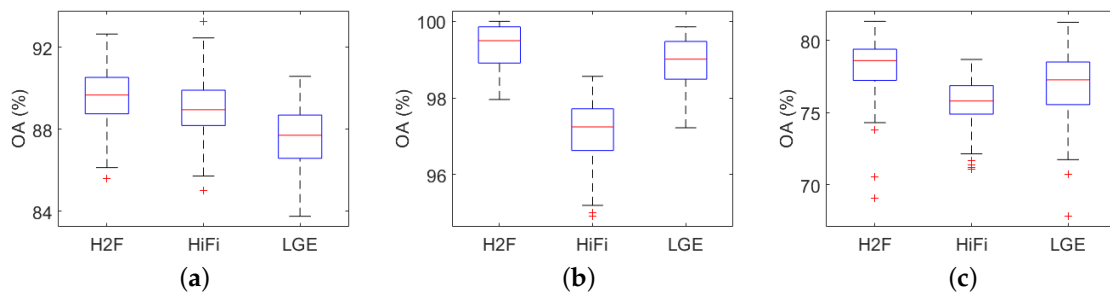 OA (%)
92
88
84
H2F HiFi LGE
(a)
OA (%)
100
98
96
H2F HiFi LGE
(b)
OA (%)
80
75
70
H2F HiFi LGE
(c)